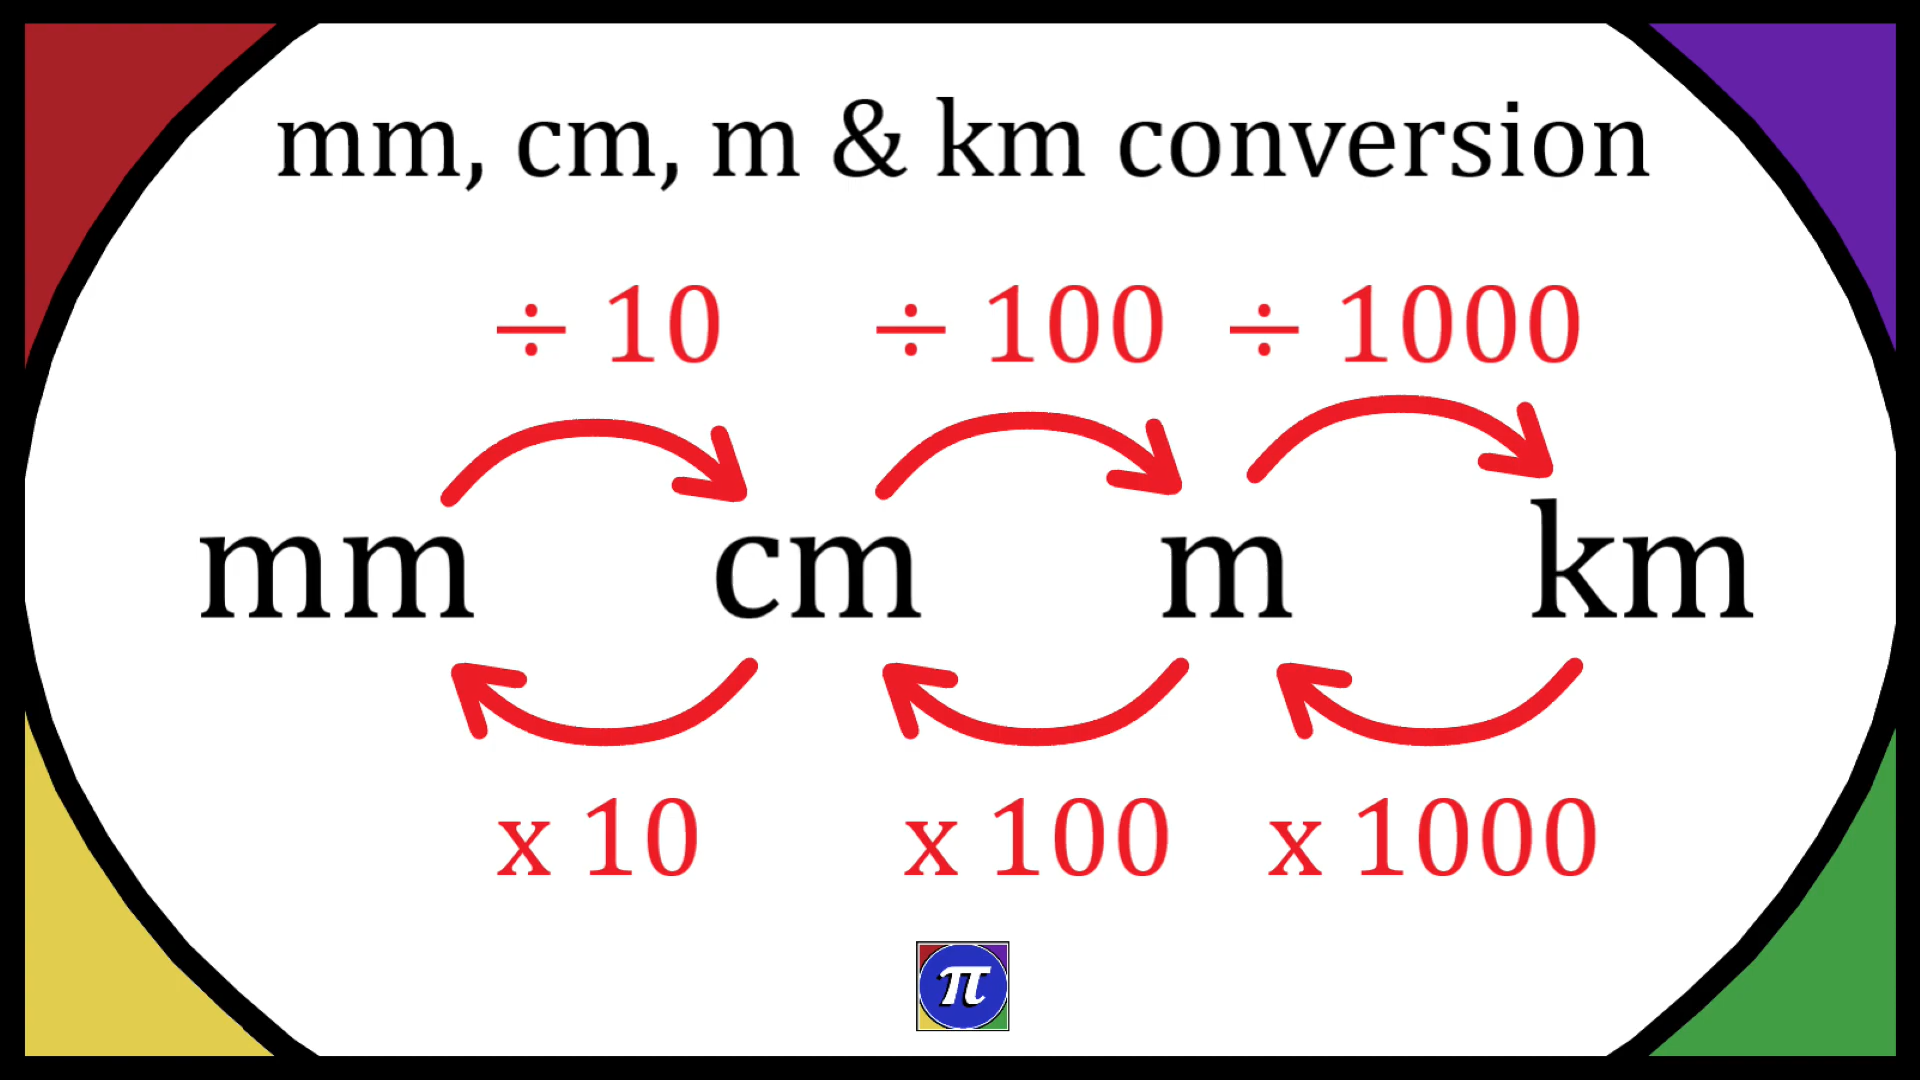 mm, cm, m & km conversion
÷ 10 ÷ 100 ÷ 1000
mm cm m km
x 10 x 100 x 1000
π